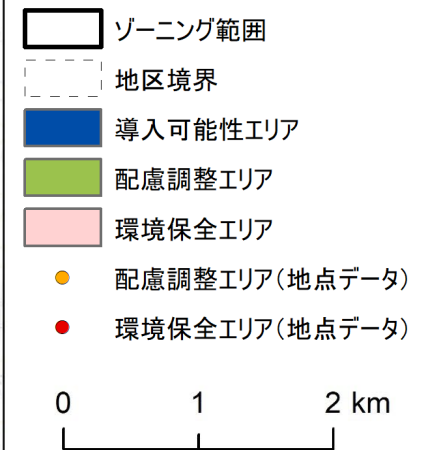 ゾーニング範囲
地区境界
導入可能性エリア
配慮調整エリア
環境保全エリア
配慮調整エリア(地点データ)
環境保全エリア(地点データ)
0 1 2 km